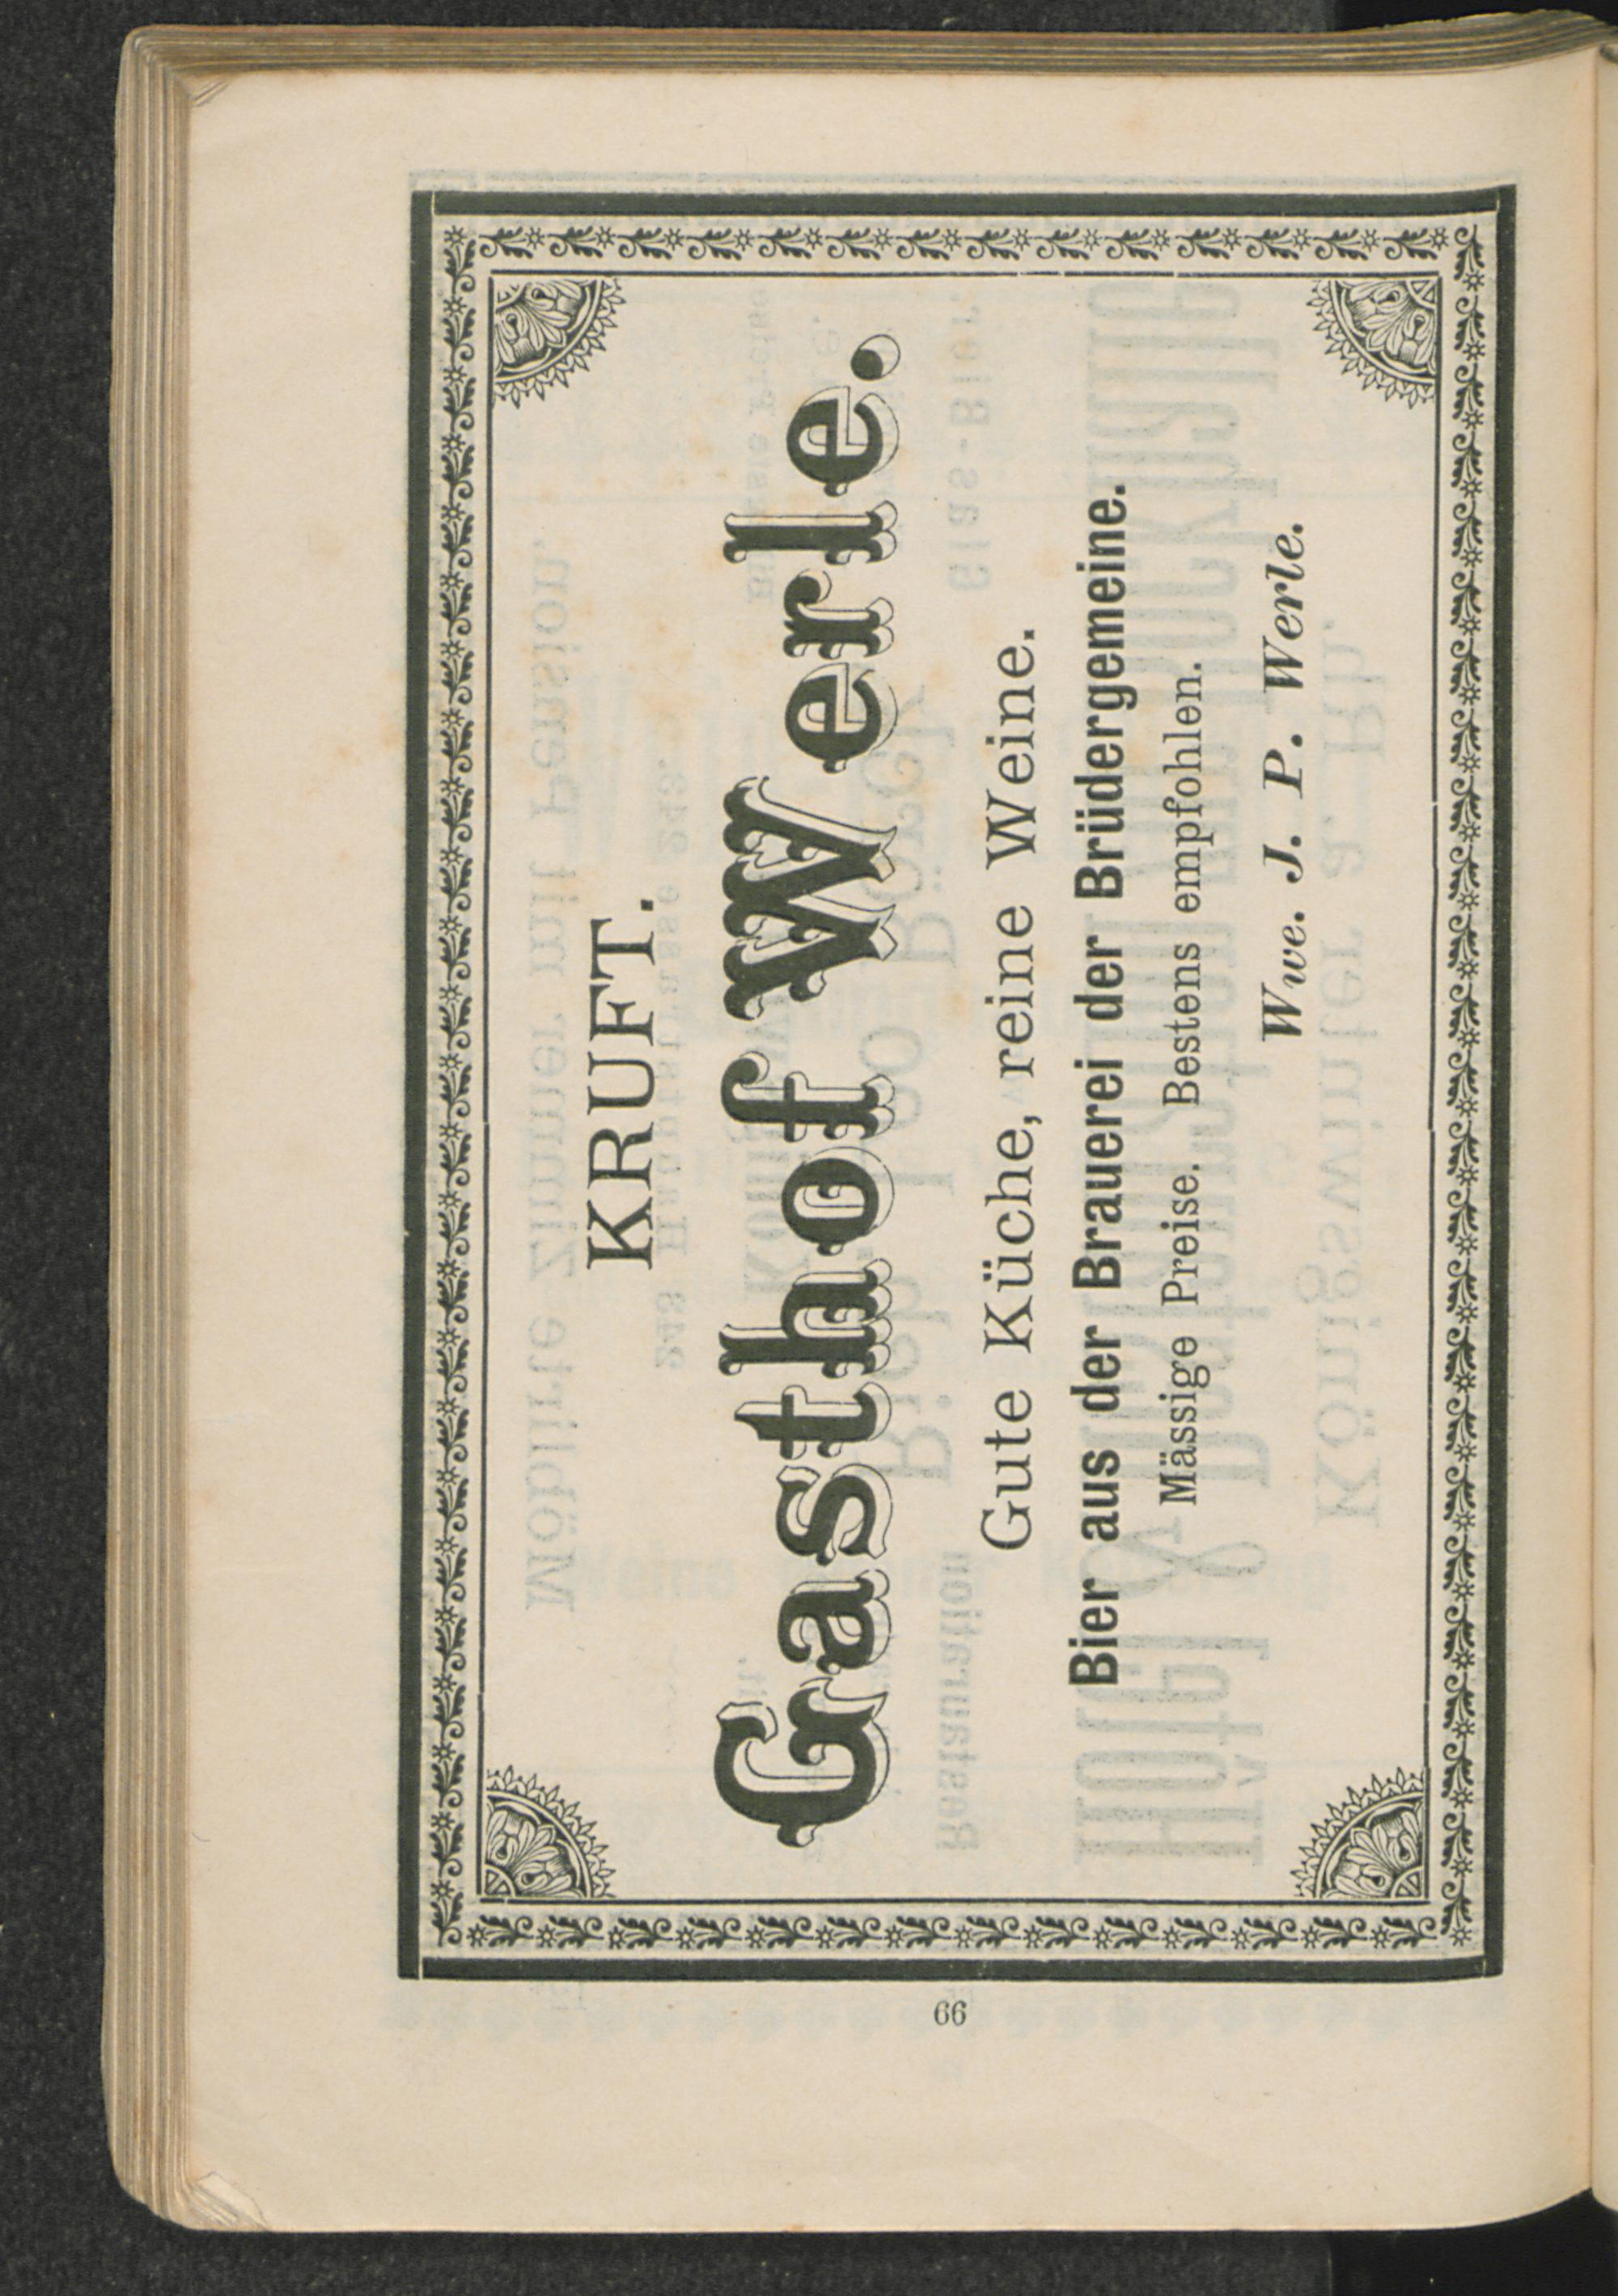 KRUFT.
Gasthof Werle.
Gute Küche, reine Weine.
Bier aus der Brauerei der Brüdergemeine.
Mässige Preise. Bestens empfohlen.
Wwe. J. P. Werle.
66